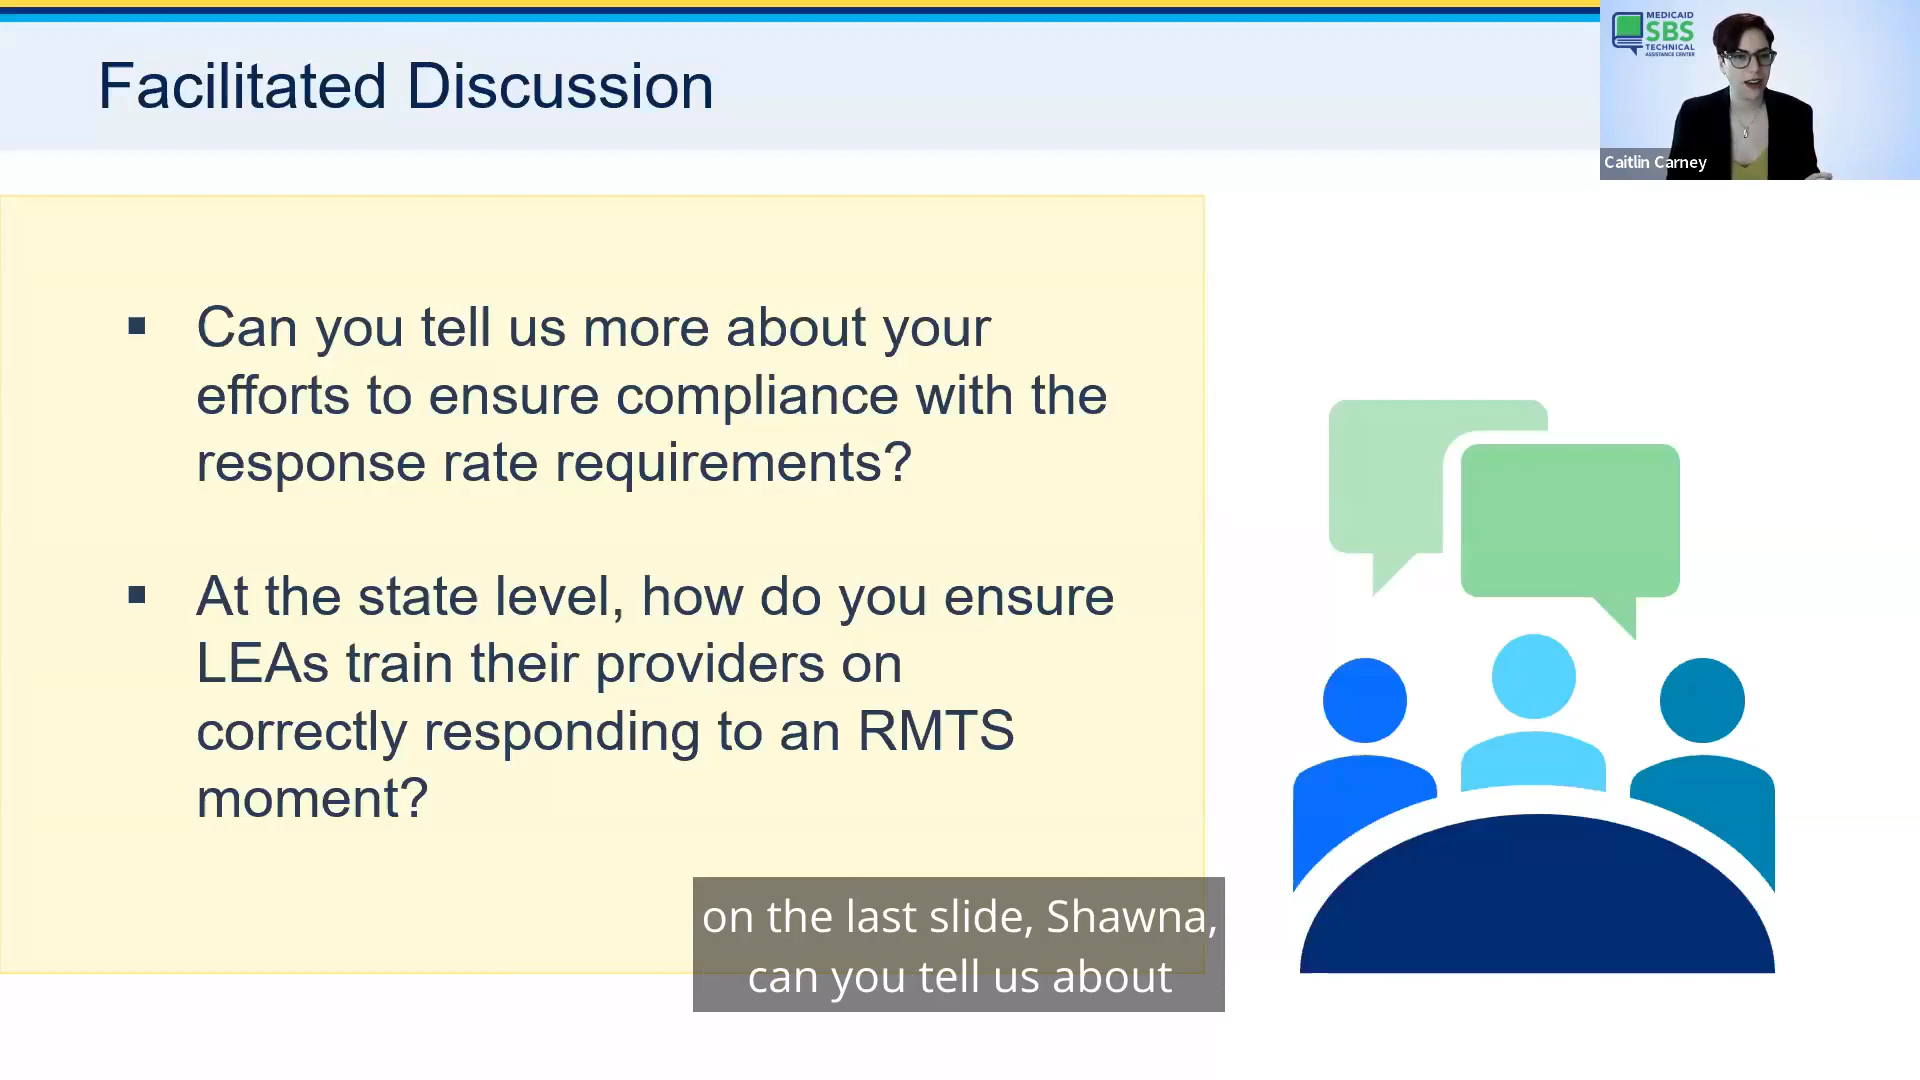 Facilitated Discussion
MEDICAID
SBS
TECHNICAL
ASSISTANCE CENTER
Caitlin Carney
▪ Can you tell us more about your
efforts to ensure compliance with the
response rate requirements?
▪ At the state level, how do you ensure
LEAs train their providers on
correctly responding to an RMTS
moment?
on the last slide, Shawna,
can you tell us about